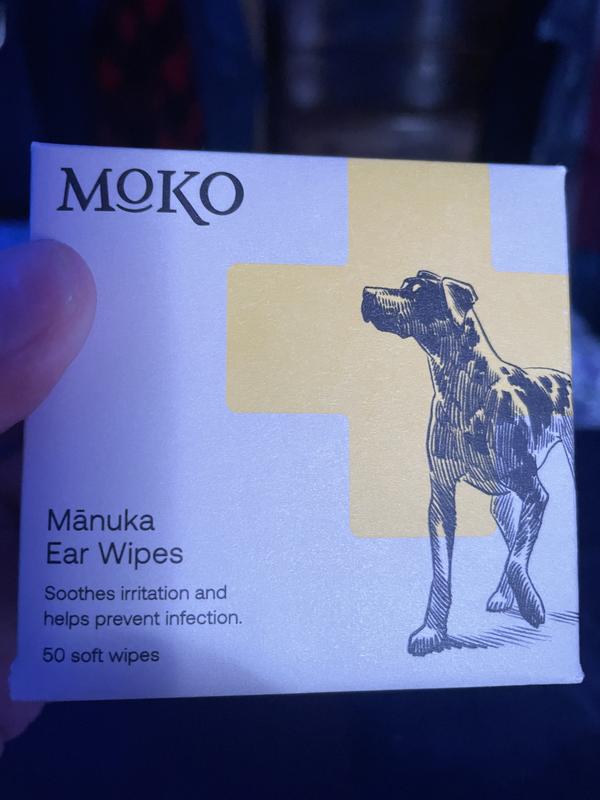 MOKO
Mānuka
Ear Wipes
Soothes irritation and
helps prevent infection.
50 soft wipes